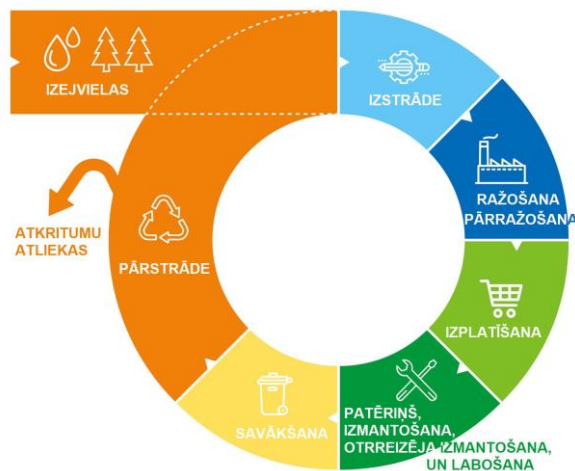 IZEJVIELAS
IZSTRĀDE
RAŽOŠANA
PĀRRAŽOŠANA
IZPLATĪŠANA
PATĒRIŅŠ,
IZMANTOŠANA,
OTRREIZĒJA IZMANTOŠANA,
UN LABOŠANA
SAVĀKŠANA
PĀRSTRĀDE
ATKRITUMU
ATLIEKAS